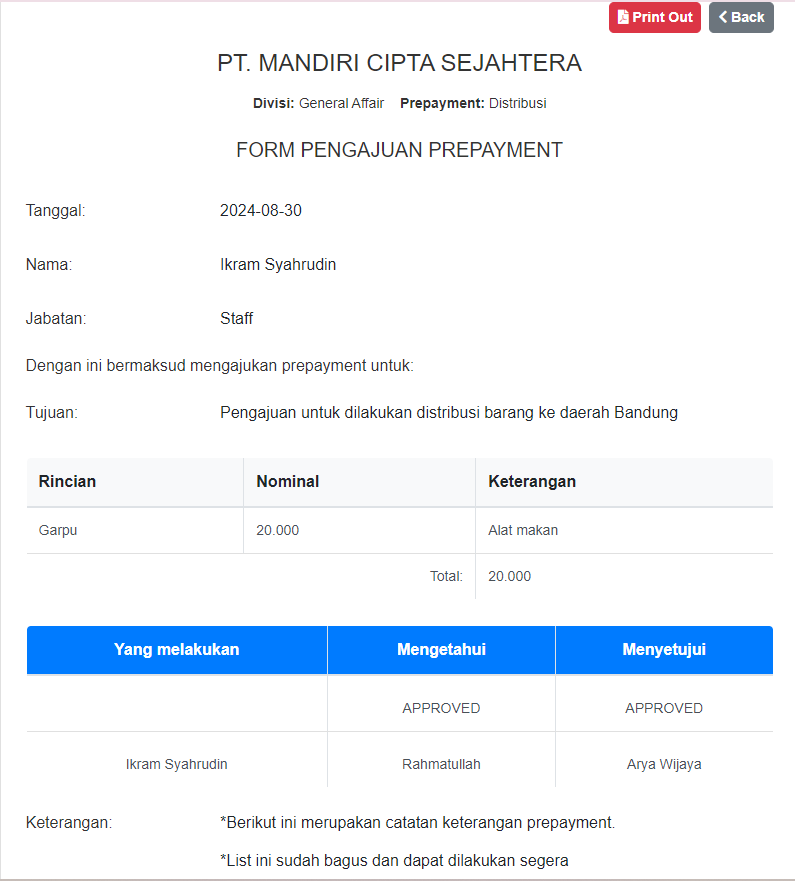 Print Out Back
PT. MANDIRI CIPTA SEJAHTERA
Divisi: General Affair Prepayment: Distribusi
FORM PENGAJUAN PREPAYMENT
Tanggal: 2024-08-30
Nama: Ikram Syahrudin
Jabatan: Staff
Dengan ini bermaksud mengajukan prepayment untuk:
Tujuan: Pengajuan untuk dilakukan distribusi barang ke daerah Bandung
Rincian Nominal Keterangan
Garpu 20.000 Alat makan
Total: 20.000
Yang melakukan Mengetahui Menyetujui
APPROVED APPROVED
Ikram Syahrudin Rahmatullah Arya Wijaya
Keterangan: *Berikut ini merupakan catatan keterangan prepayment.
*List ini sudah bagus dan dapat dilakukan segera